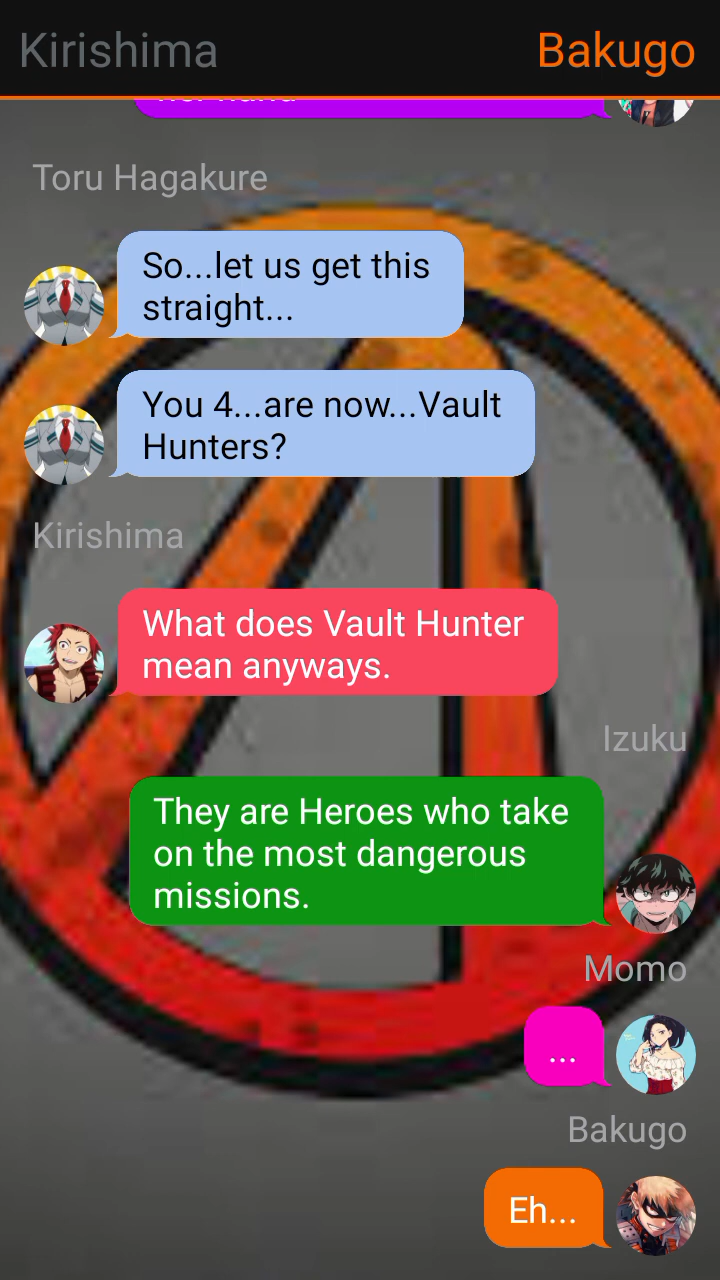 Kirishima
Bakugo
Toru Hagakure
So...let us get this
straight...
You 4...are now...Vault
Hunters?
Kirishima
What does Vault Hunter
mean anyways.
Izuku
They are Heroes who take
on the most dangerous
missions.
Momo
...
Bakugo
Eh...